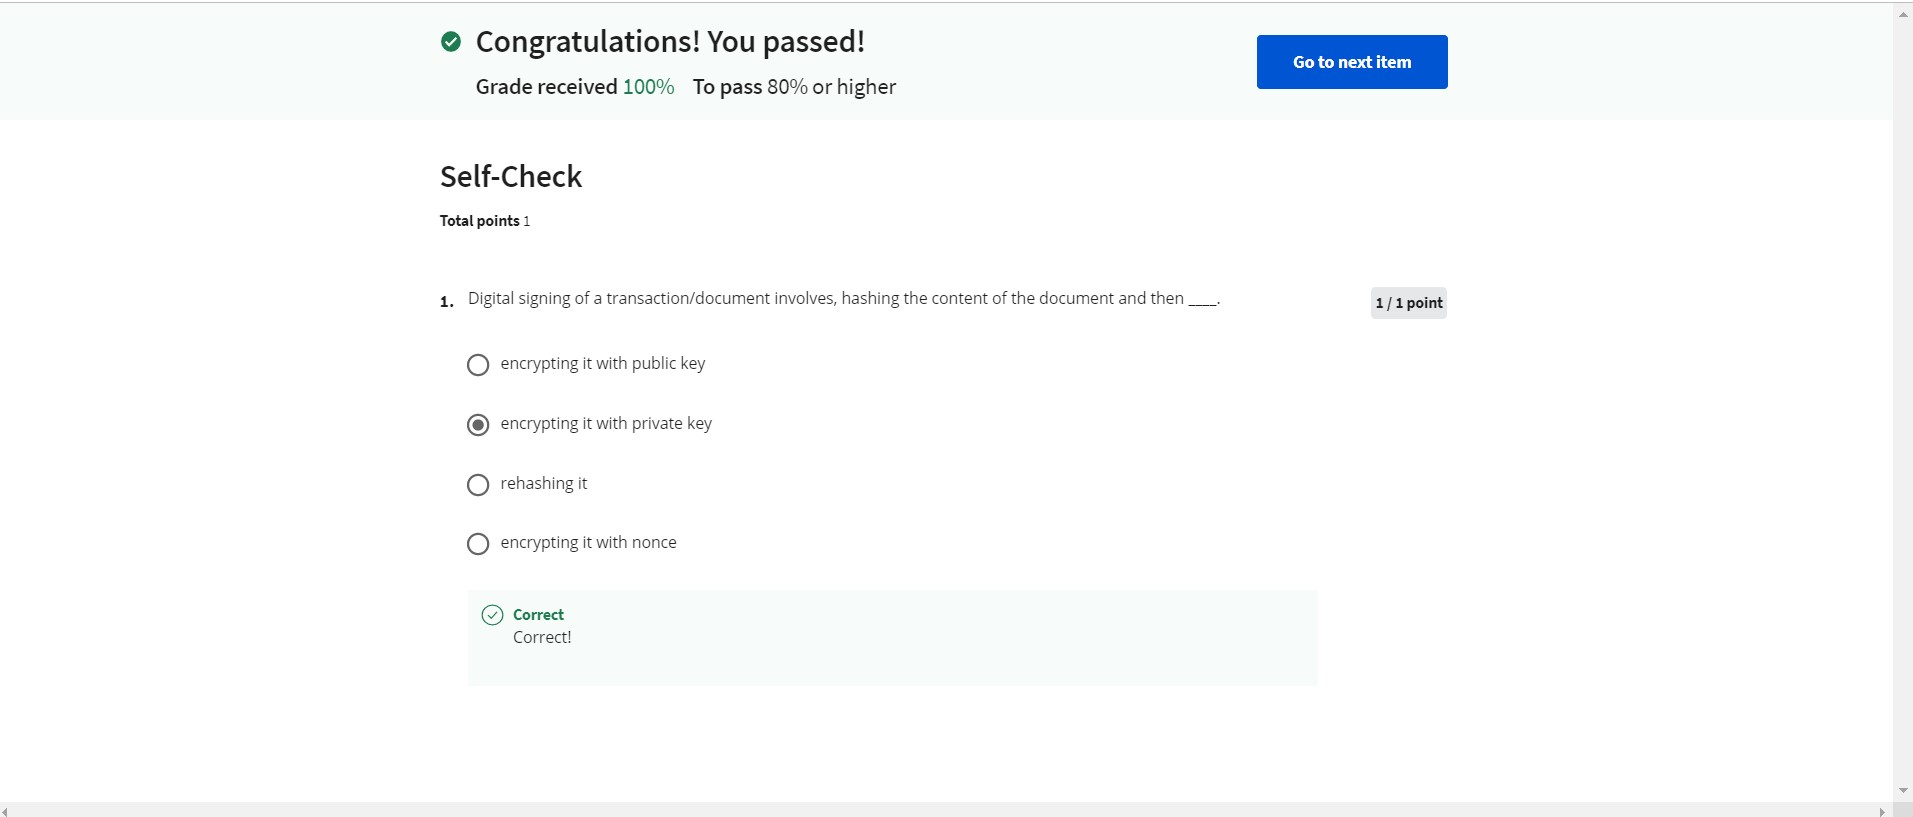 Congratulations! You passed!
Grade received 100% To pass 80% or higher
Go to next item
Self-Check
Total points 1
1. Digital signing of a transaction/document involves, hashing the content of the document and then ____.
1 / 1 point
encrypting it with public key
encrypting it with private key
rehashing it
encrypting it with nonce
Correct
Correct!